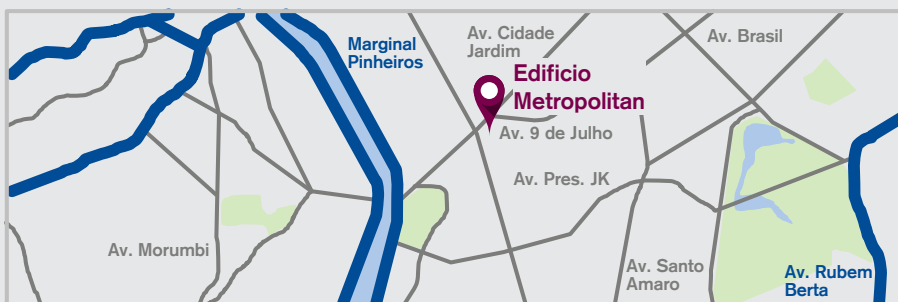 Av. Cidade
Jardim
Av. Brasil
Marginal
Pinheiros
Edificio
Metropolitan
Av. 9 de Julho
Av. Pres. JK
Av. Morumbi
Av. Santo
Amaro
Av. Rubem
Berta